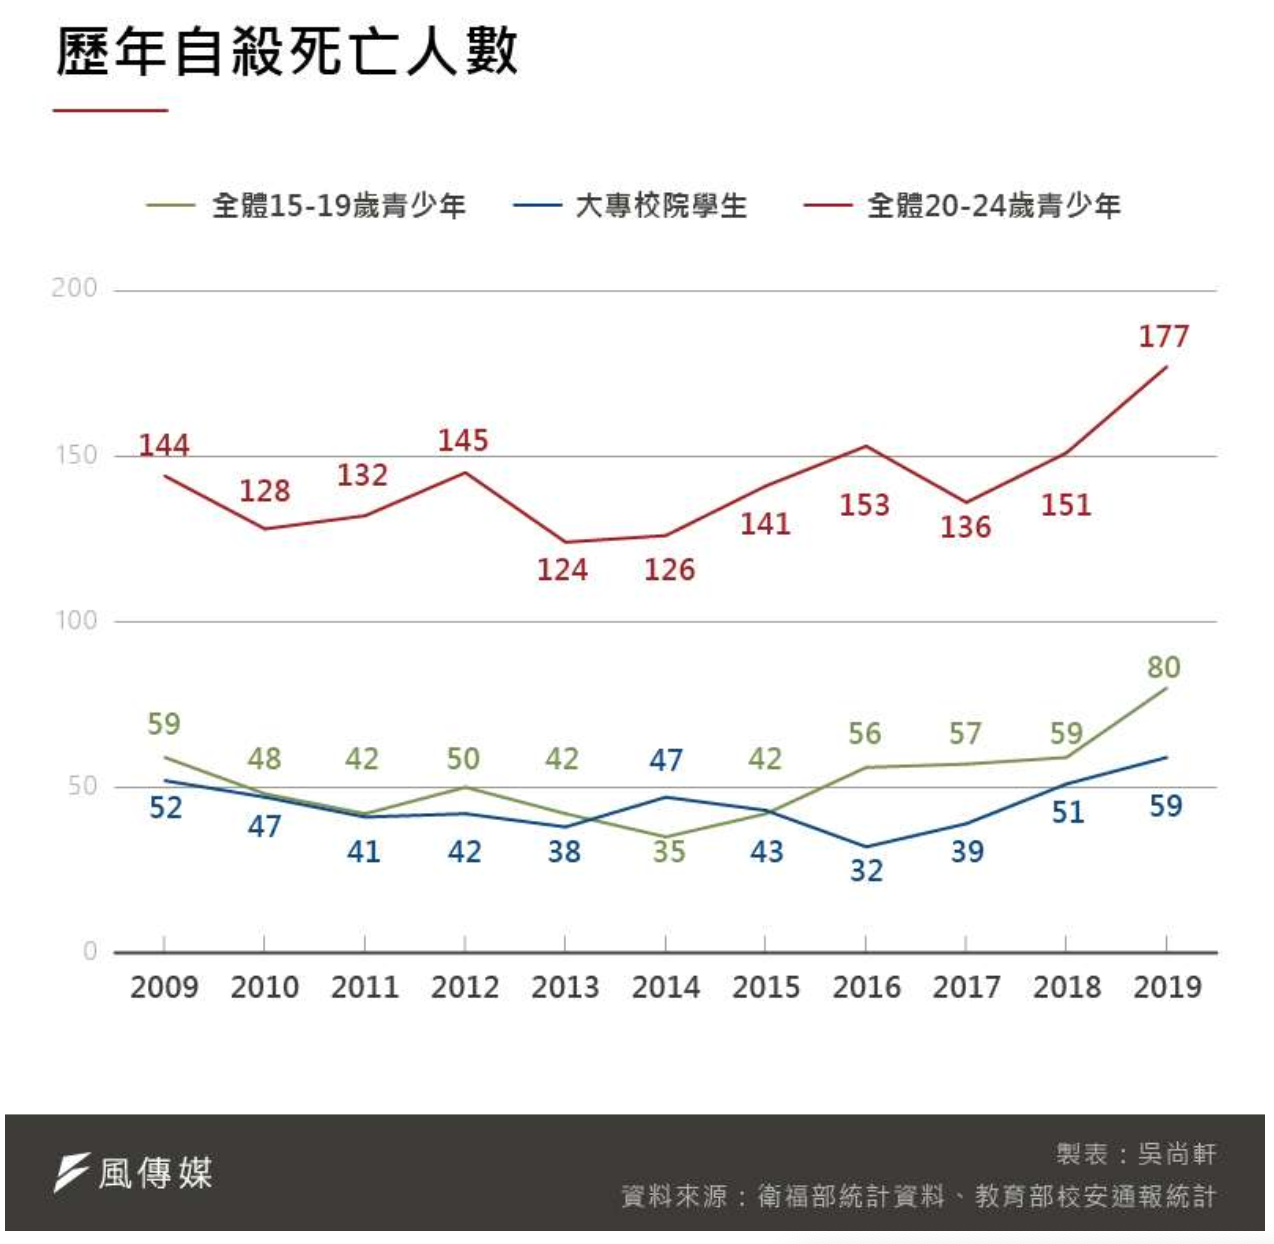 歷年自殺死亡人數
全體15-19歲青少年 大專校院學生 全體20-24歲青少年
200
177
150
144 128 132 145 124 126 141 153 136 151
100
80
59 48 42 50 42 47 42 56 57 59
50
52 47 41 42 38 35 43 32 39 51 59
0
2009 2010 2011 2012 2013 2014 2015 2016 2017 2018 2019
風傳媒
製表：吳尚軒
資料來源：衛福部統計資料、教育部校安通報統計